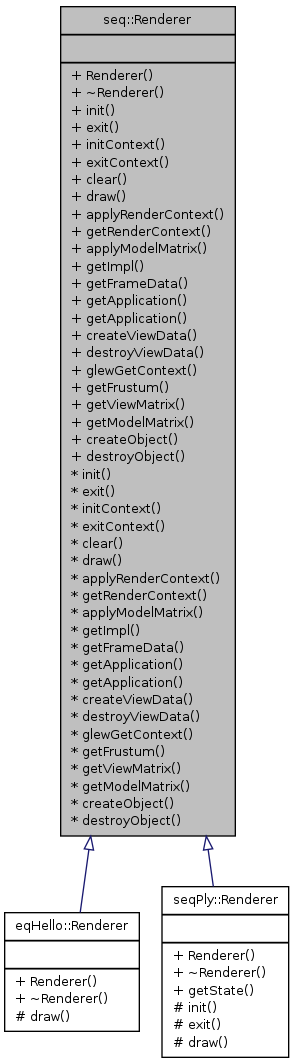 seq::Renderer
+ Renderer()
+ ~Renderer()
+ init()
+ exit()
+ initContext()
+ exitContext()
+ clear()
+ draw()
+ applyRenderContext()
+ getRenderContext()
+ applyModelMatrix()
+ getImpl()
+ getFrameData()
+ getApplication()
+ getApplication()
+ createViewData()
+ destroyViewData()
+ glewGetContext()
+ getFrustum()
+ getViewMatrix()
+ getModelMatrix()
+ createObject()
+ destroyObject()
* init()
* exit()
* initContext()
* exitContext()
* clear()
* draw()
* applyRenderContext()
* getRenderContext()
* applyModelMatrix()
* getImpl()
* getFrameData()
* getApplication()
* getApplication()
* createViewData()
* destroyViewData()
* glewGetContext()
* getFrustum()
* getViewMatrix()
* getModelMatrix()
* createObject()
* destroyObject()
eqHello::Renderer
+ Renderer()
+ ~Renderer()
# draw()
seqPly::Renderer
+ Renderer()
+ ~Renderer()
+ getState()
# init()
# exit()
# draw()